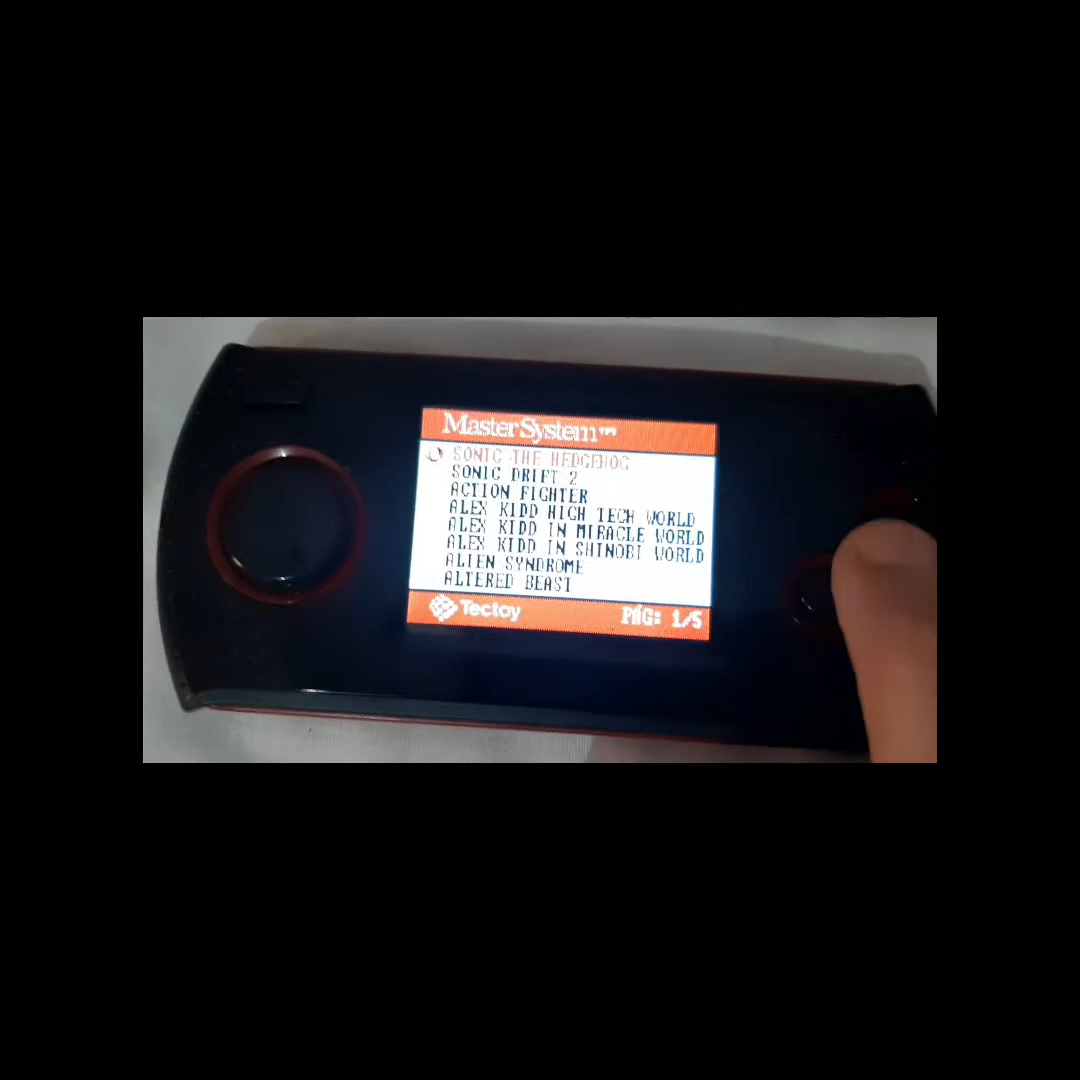 Master System™
SONIC THE HEDGEHOG
SONIC DRIFT 2
ACTION FIGHTER
ALEX KIDD HIGH TECH WORLD
ALEX KIDD IN MIRACLE WORLD
ALEX KIDD IN SHINOBI WORLD
ALIEN SYNDROME
ALTERED BEAST
Tectoy PÁG: 1/5